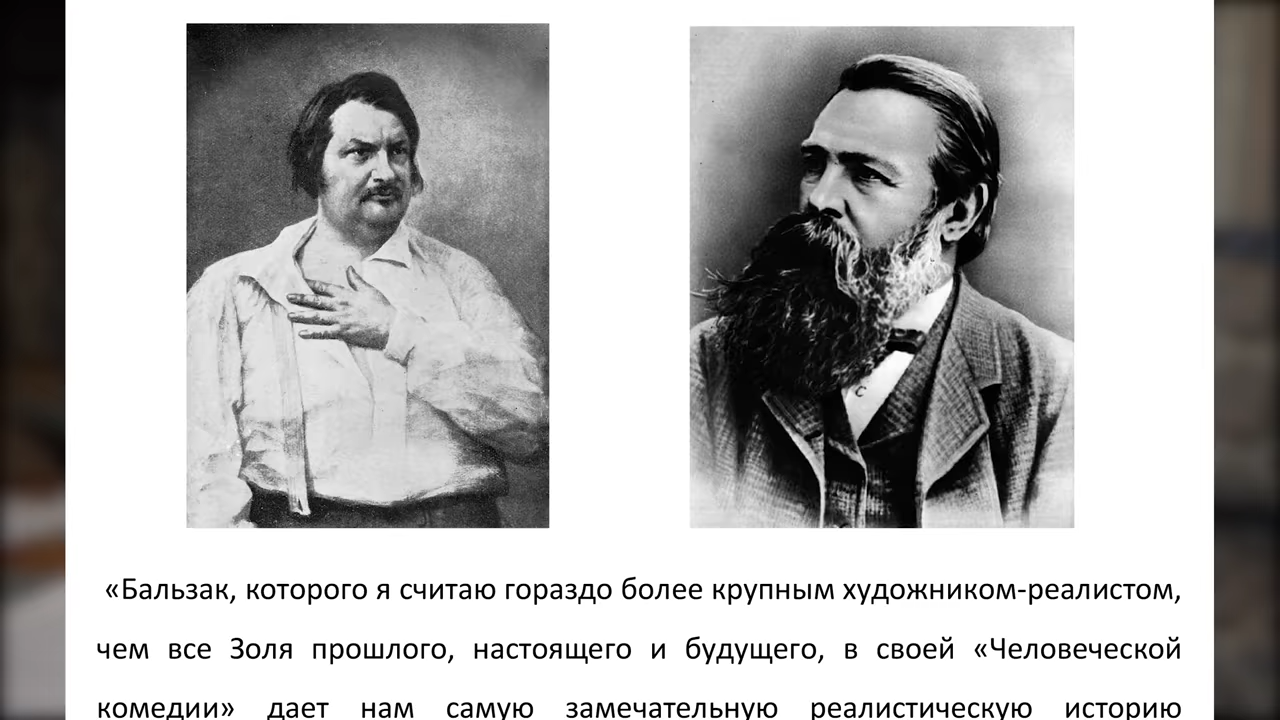 «Бальзак, которого я считаю гораздо более крупным художником-реалистом,
чем все Золя прошлого, настоящего и будущего, в своей «Человеческой
комедии» дает нам самую замечательную реалистическую историю